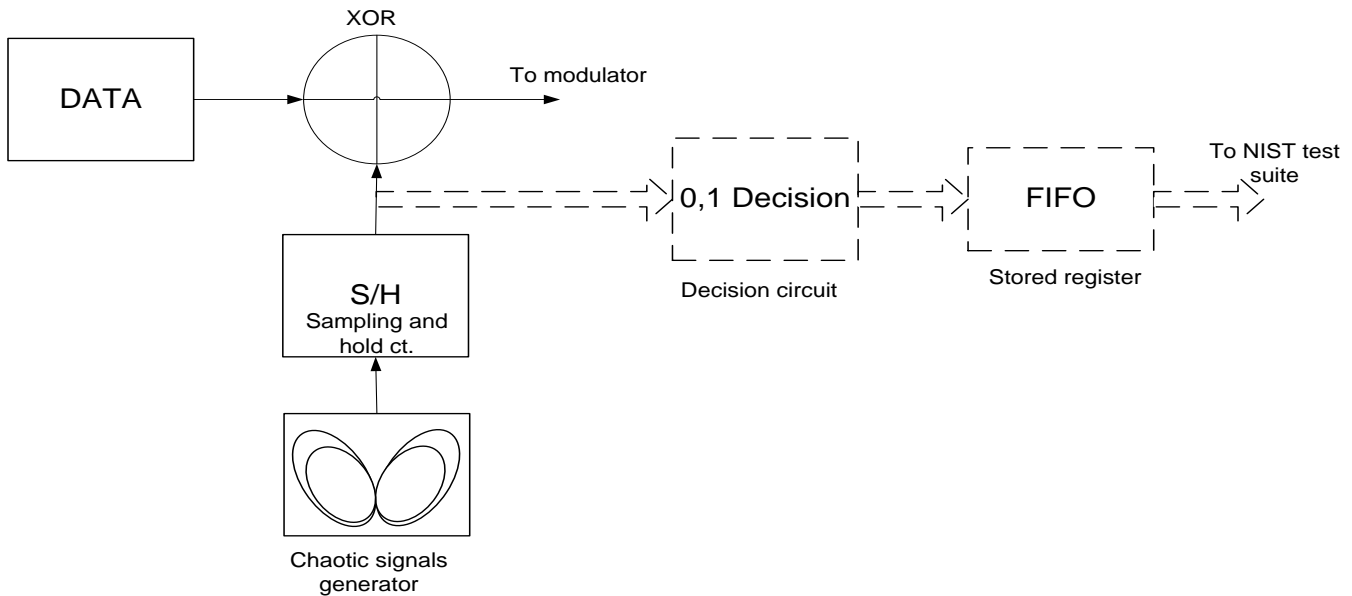 XOR
DATA
To modulator
To NIST test
suite
0,1 Decision
FIFO
Decision circuit
Stored register
S/H
Sampling and
hold ct.
Chaotic signals
generator